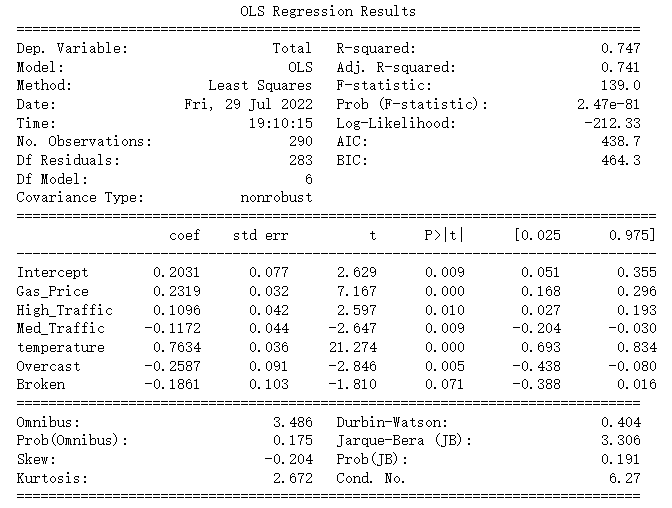 OLS Regression Results
==============================================================================
Dep. Variable: Total R-squared: 0.747
Model: OLS Adj. R-squared: 0.741
Method: Least Squares F-statistic: 139.0
Date: Fri, 29 Jul 2022 Prob (F-statistic): 2.47e-81
Time: 19:10:15 Log-Likelihood: -212.33
No. Observations: 290 AIC: 438.7
Df Residuals: 283 BIC: 464.3
Df Model: 6
Covariance Type: nonrobust
================================================================================
coef std err t P>|t| [0.025 0.975]
--------------------------------------------------------------------------------
Intercept 0.2031 0.077 2.629 0.009 0.051 0.355
Gas_Price 0.2319 0.032 7.167 0.000 0.168 0.296
High_Traffic 0.1096 0.042 2.597 0.010 0.027 0.193
Med_Traffic -0.1172 0.044 -2.647 0.009 -0.204 -0.030
temperature 0.7634 0.036 21.274 0.000 0.693 0.834
Overcast -0.2587 0.091 -2.846 0.005 -0.438 -0.080
Broken -0.1861 0.103 -1.810 0.071 -0.388 0.016
==============================================================================
Omnibus: 3.486 Durbin-Watson: 0.404
Prob(Omnibus): 0.175 Jarque-Bera (JB): 3.306
Skew: -0.204 Prob(JB): 0.191
Kurtosis: 2.672 Cond. No. 6.27
==============================================================================